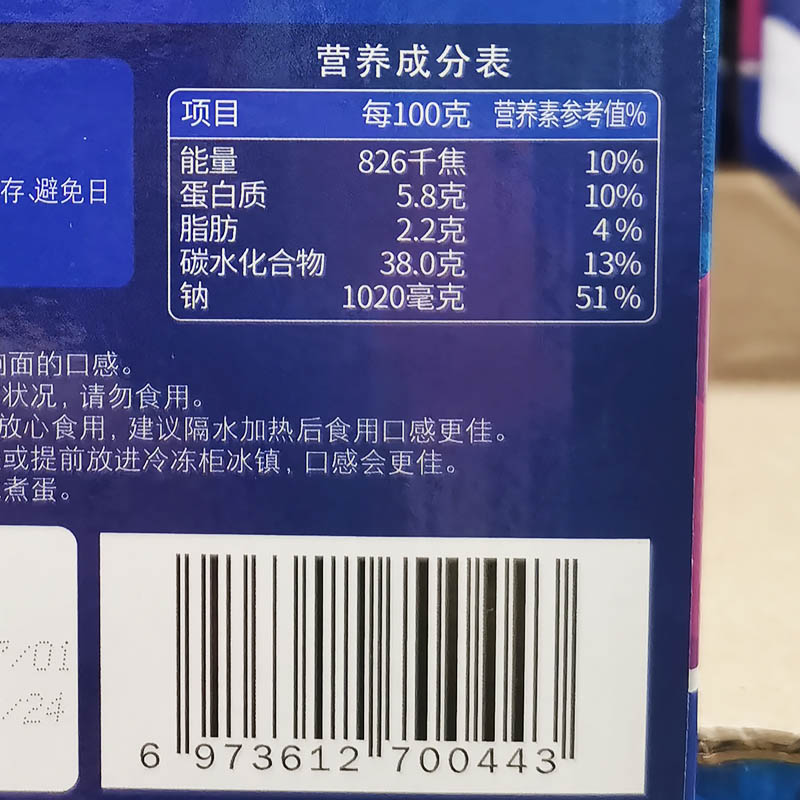 营养成分表
项目 每100克 营养素参考值%
能量 826千焦 10%
蛋白质 5.8克 10%
脂肪 2.2克 4%
碳水化合物 38.0克 13%
钠 1020毫克 51%
存、避免日
面的口感。
状况，请勿食用。
放心食用，建议隔水加热后食用口感更佳。
或提前放进冷冻柜冰镇，口感会更佳。
煮蛋。
/01
/24
6 973612 700443